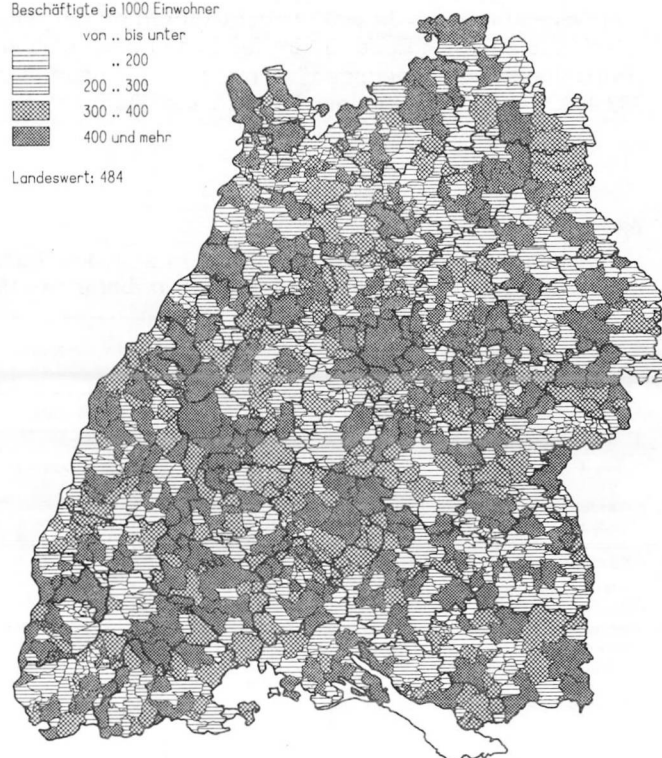 Beschäftigte je 1000 Einwohner
von .. bis unter
.. 200
200 .. 300
300 .. 400
400 und mehr
Landeswert: 484